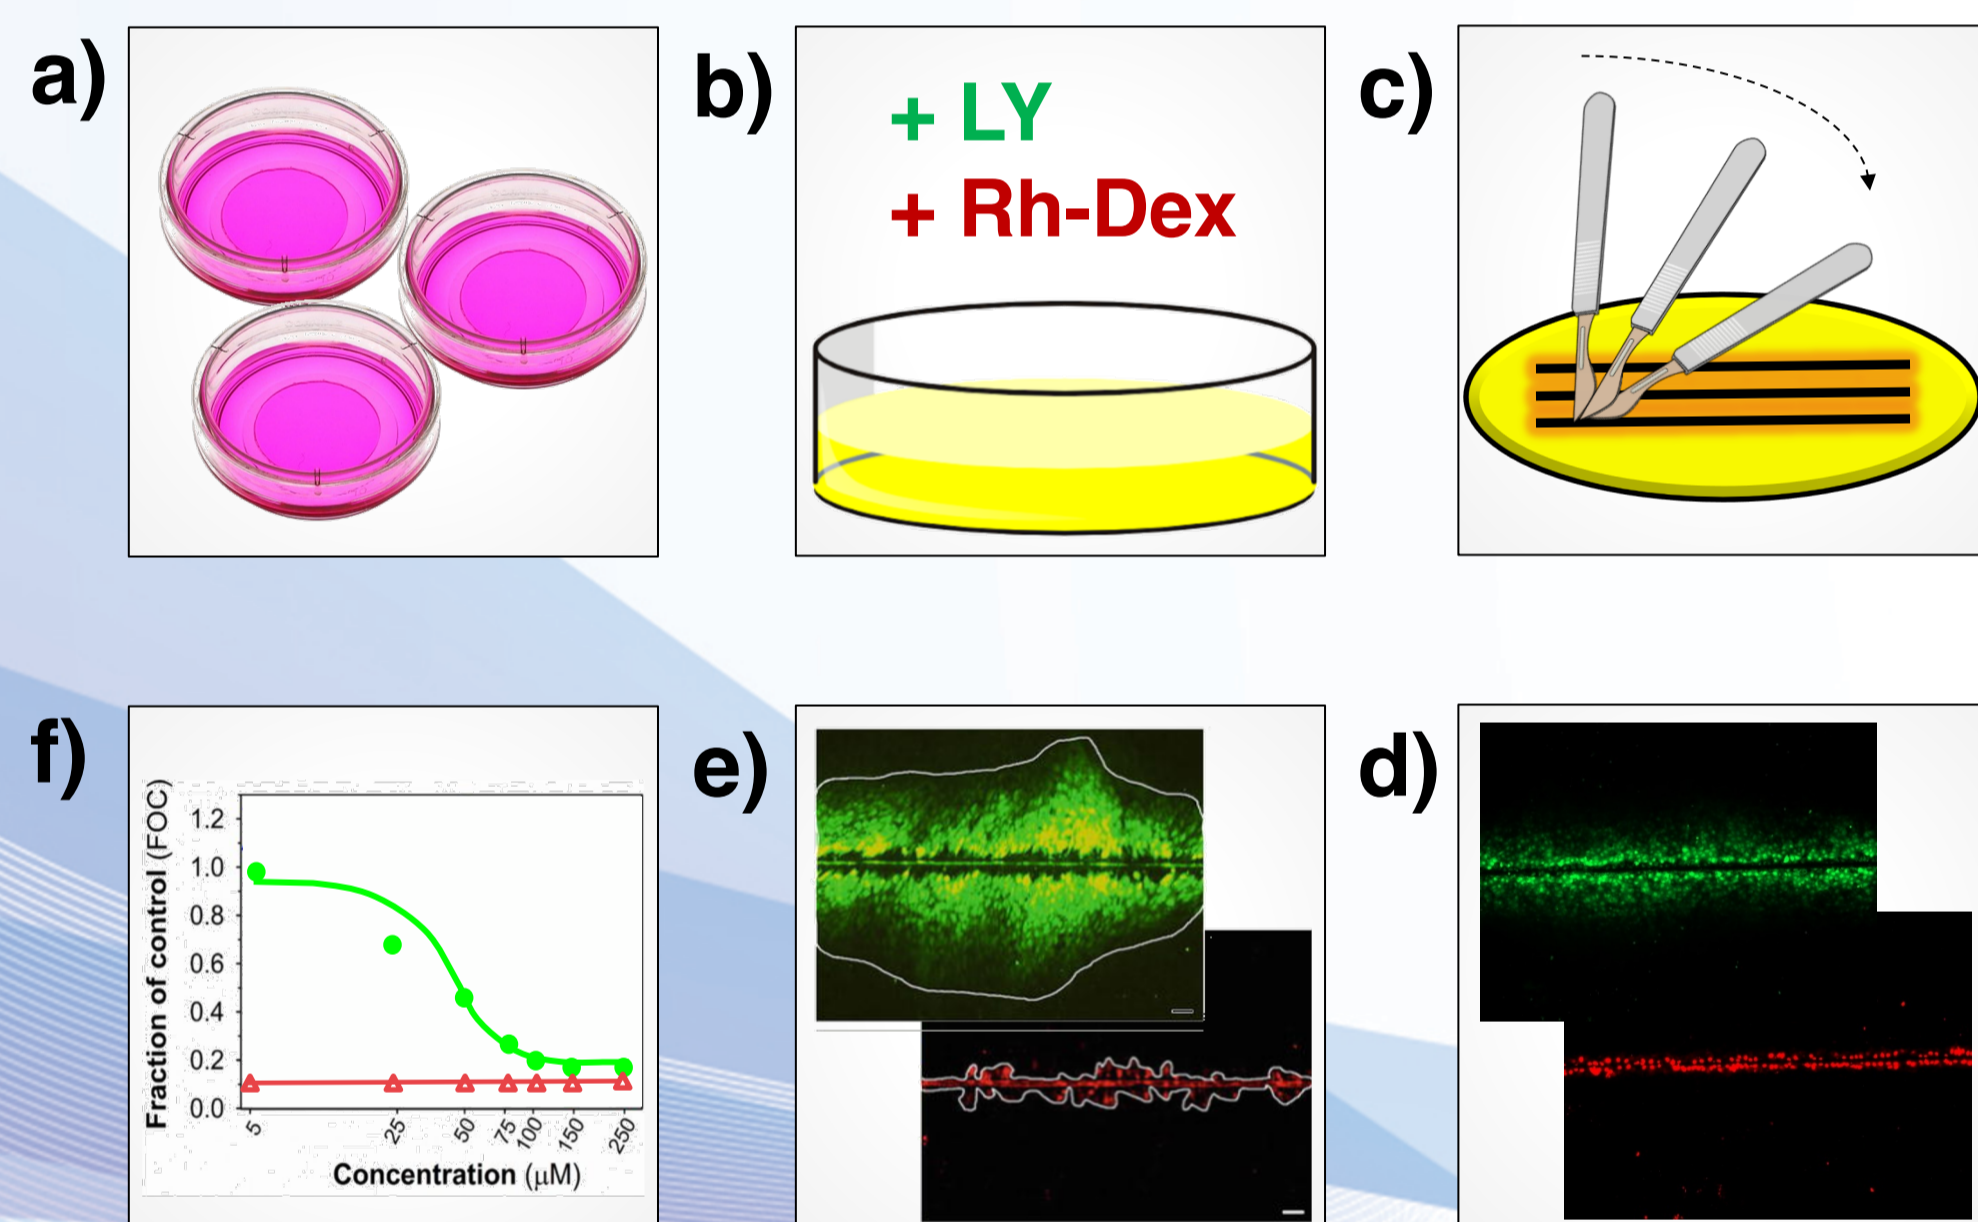 a)
b)
+ LY
+ Rh-Dex
c)
f)
Fraction of control (FOC)
1.2
1.0
0.8
0.6
0.4
0.2
0.0
5
25
50
75
100
150
250
Concentration (μM)
e)
d)